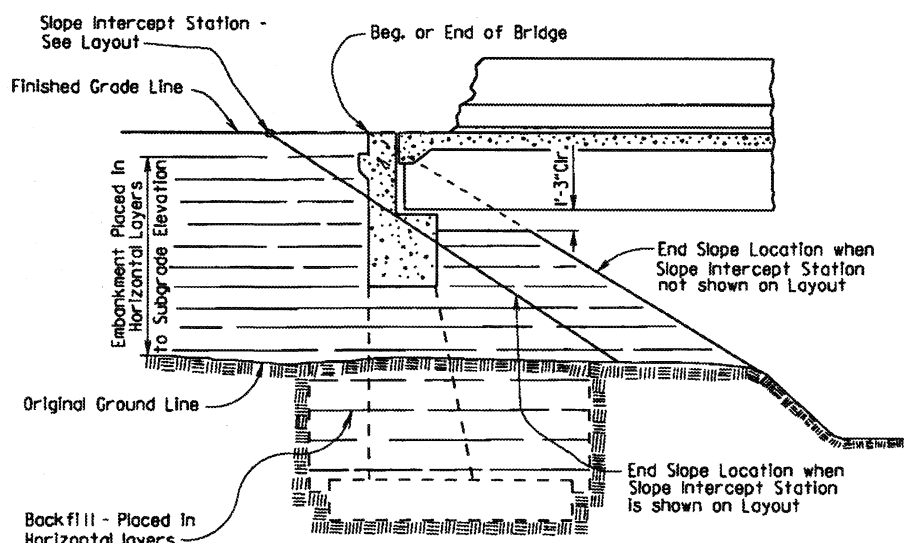 Slope Intercept Station -
See Layout
Beg. or End of Bridge
Finished Grade Line
Embankment Placed In
Horizontal Layers
to Subgrade Elevation
1'-3" Clr.
End Slope Location when
Slope Intercept Station
not shown on Layout
Original Ground Line
End Slope Location when
Slope Intercept Station
is shown on Layout
Backfill - Placed in
Horizontal layers